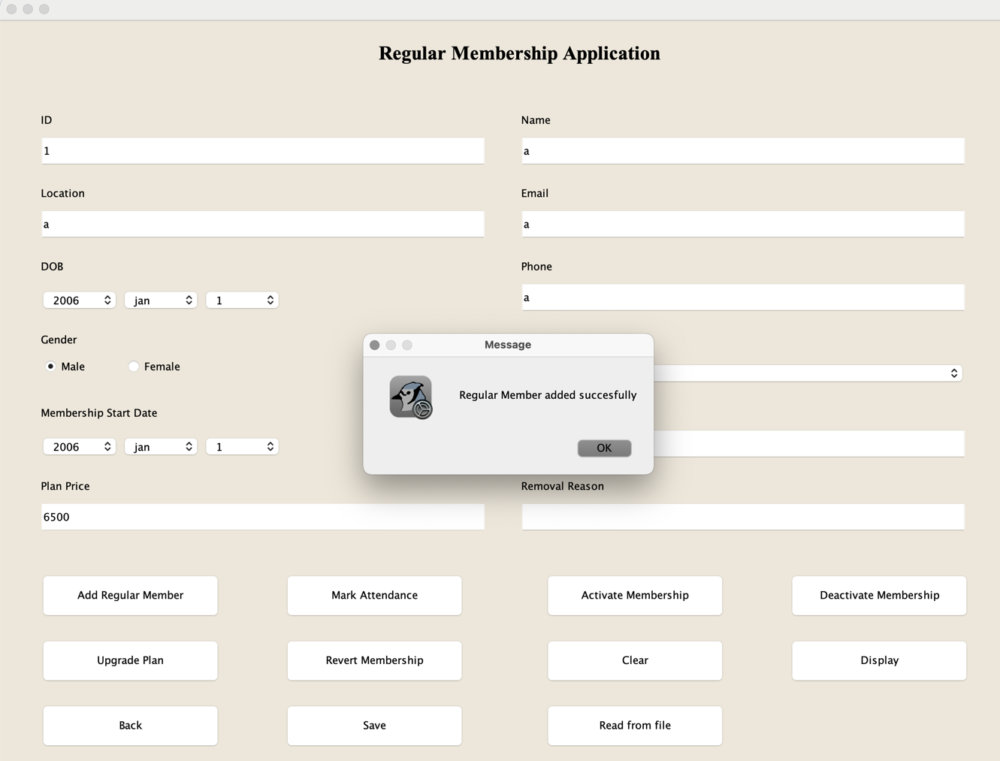 Regular Membership Application
ID
Name
1
a
Location
Email
a
a
DOB
Phone
2006 jan 1
a
Gender
Male Female
Message
Regular Member added succesfully
OK
Membership Start Date
2006 jan 1
Plan Price
Removal Reason
6500
Add Regular Member
Mark Attendance
Activate Membership
Deactivate Membership
Upgrade Plan
Revert Membership
Clear
Display
Back
Save
Read from file